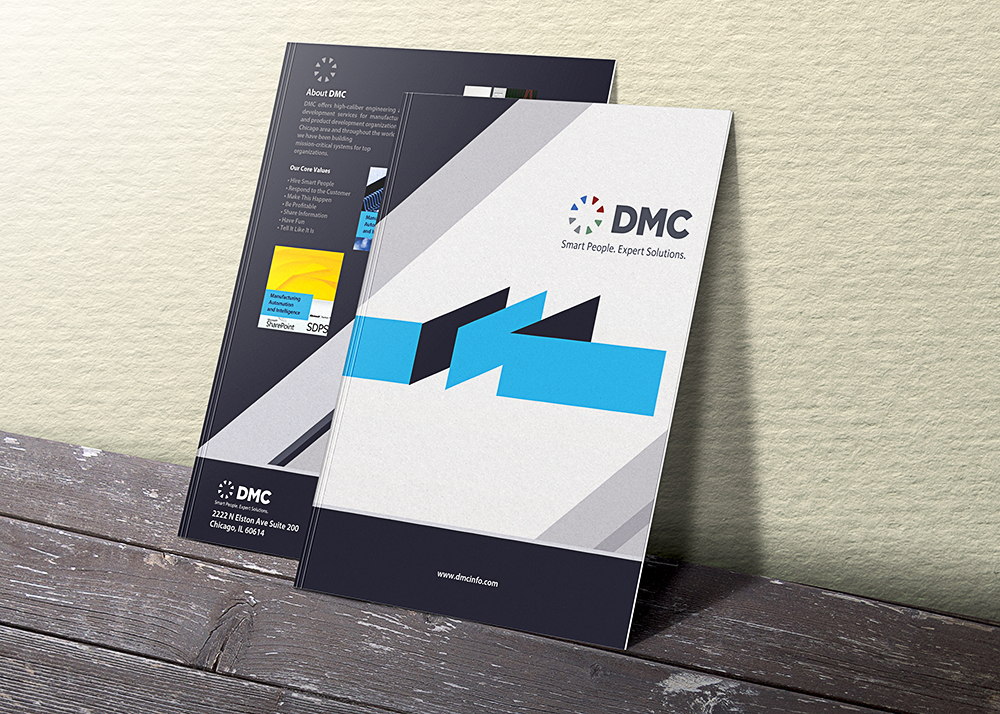 About DMC
DMC offers high-caliber engineering
development services for manufactur
and product development organization
Chicago area and throughout the work
we have been building
mission-critical systems for top
organizations.
Our Core Values
• Hire Smart People
• Respond to the Customer
• Make This Happen
• Be Profitable
• Share Information
• Have Fun
• Tell It Like It Is
Manufacturing
Automation
and Intelligence
Microsoft
SharePoint
SDPS
DMC
Smart People. Expert Solutions.
2222 N Elston Ave Suite 200
Chicago, IL 60614
DMC
Smart People. Expert Solutions.
www.dmcinfo.com